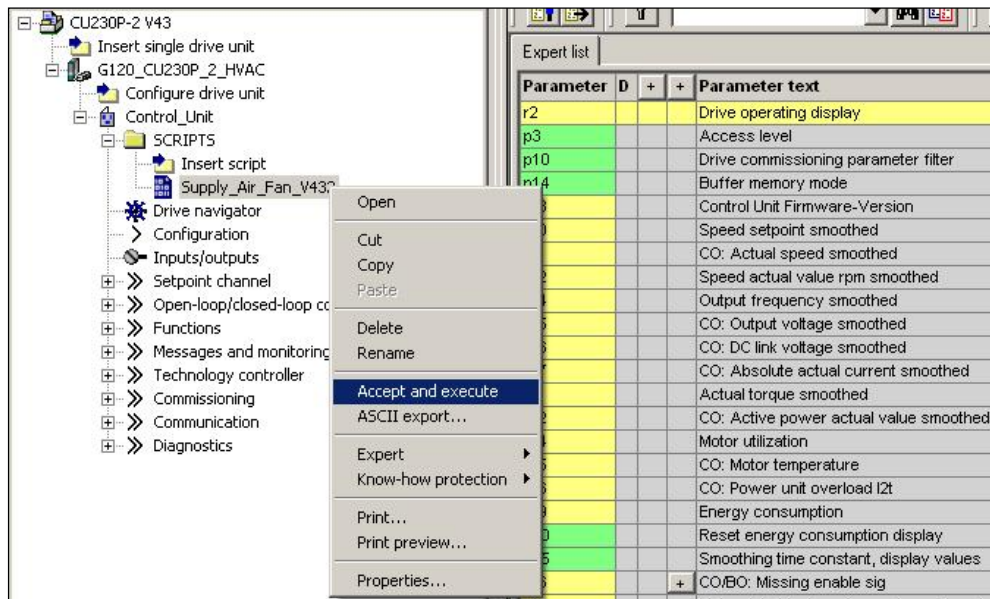 CU230P-2 V43
Insert single drive unit
G120_CU230P_2_HVAC
Configure drive unit
Control_Unit
SCRIPTS
Insert script
Supply_Air_Fan_V432
Drive navigator
Configuration
Inputs/outputs
Setpoint channel
Open-loop/closed-loop co
Functions
Messages and monitoring
Technology controller
Commissioning
Communication
Diagnostics
Open
Cut
Copy
Paste
Delete
Rename
Accept and execute
ASCII export...
Expert
Know-how protection
Print...
Print preview...
Properties...
Expert list
Parameter D + + Parameter text
r2 Drive operating display
p3 Access level
p10 Drive commissioning parameter filter
p14 Buffer memory mode
Control Unit Firmware-Version
Speed setpoint smoothed
CO: Actual speed smoothed
Speed actual value rpm smoothed
Output frequency smoothed
CO: Output voltage smoothed
CO: DC link voltage smoothed
CO: Absolute actual current smoothed
Actual torque smoothed
CO: Active power actual value smoothed
Motor utilization
CO: Motor temperature
CO: Power unit overload I2t
Energy consumption
Reset energy consumption display
Smoothing time constant, display values
+ CO/BO: Missing enable sig